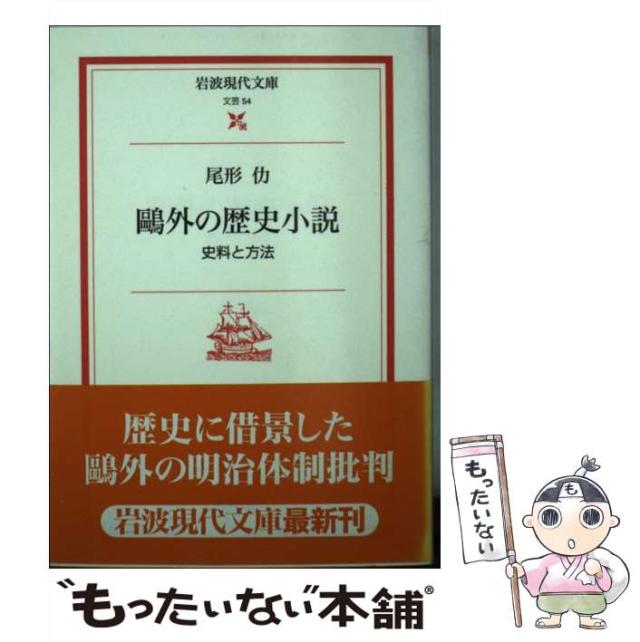 岩波現代文庫
文芸 54
尾形 仂
鷗外の歴史小説
史料と方法
歴史に借景した
鷗外の明治体制批判
岩波現代文庫最新刊
もったいない
も
"もったいない"本舗®